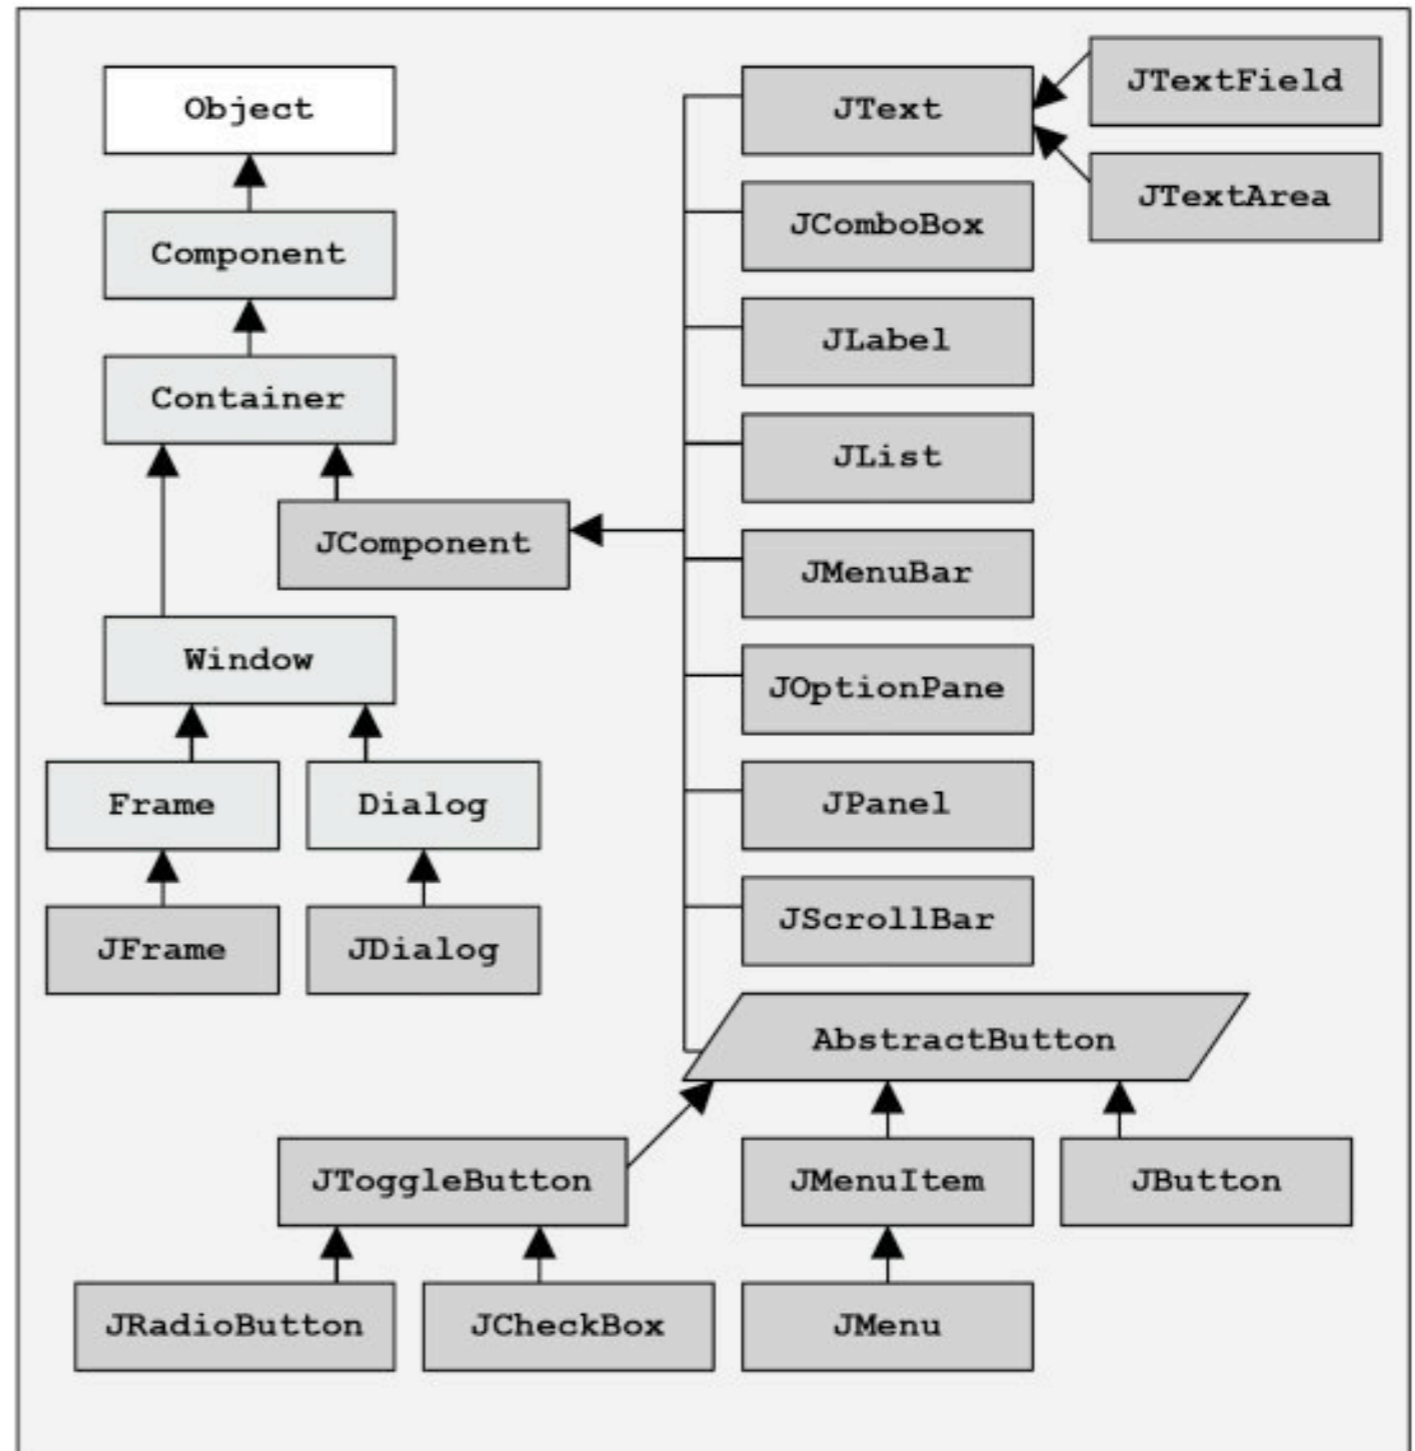 Object
Component
Container
JComponent
Window
Frame
Dialog
JFrame
JDialog
JText
JTextField
JTextArea
JComboBox
JLabel
JList
JMenuBar
JOptionPane
JPanel
JScrollBar
AbstractButton
JToggleButton
JMenuItem
JButton
JRadioButton
JCheckBox
JMenu